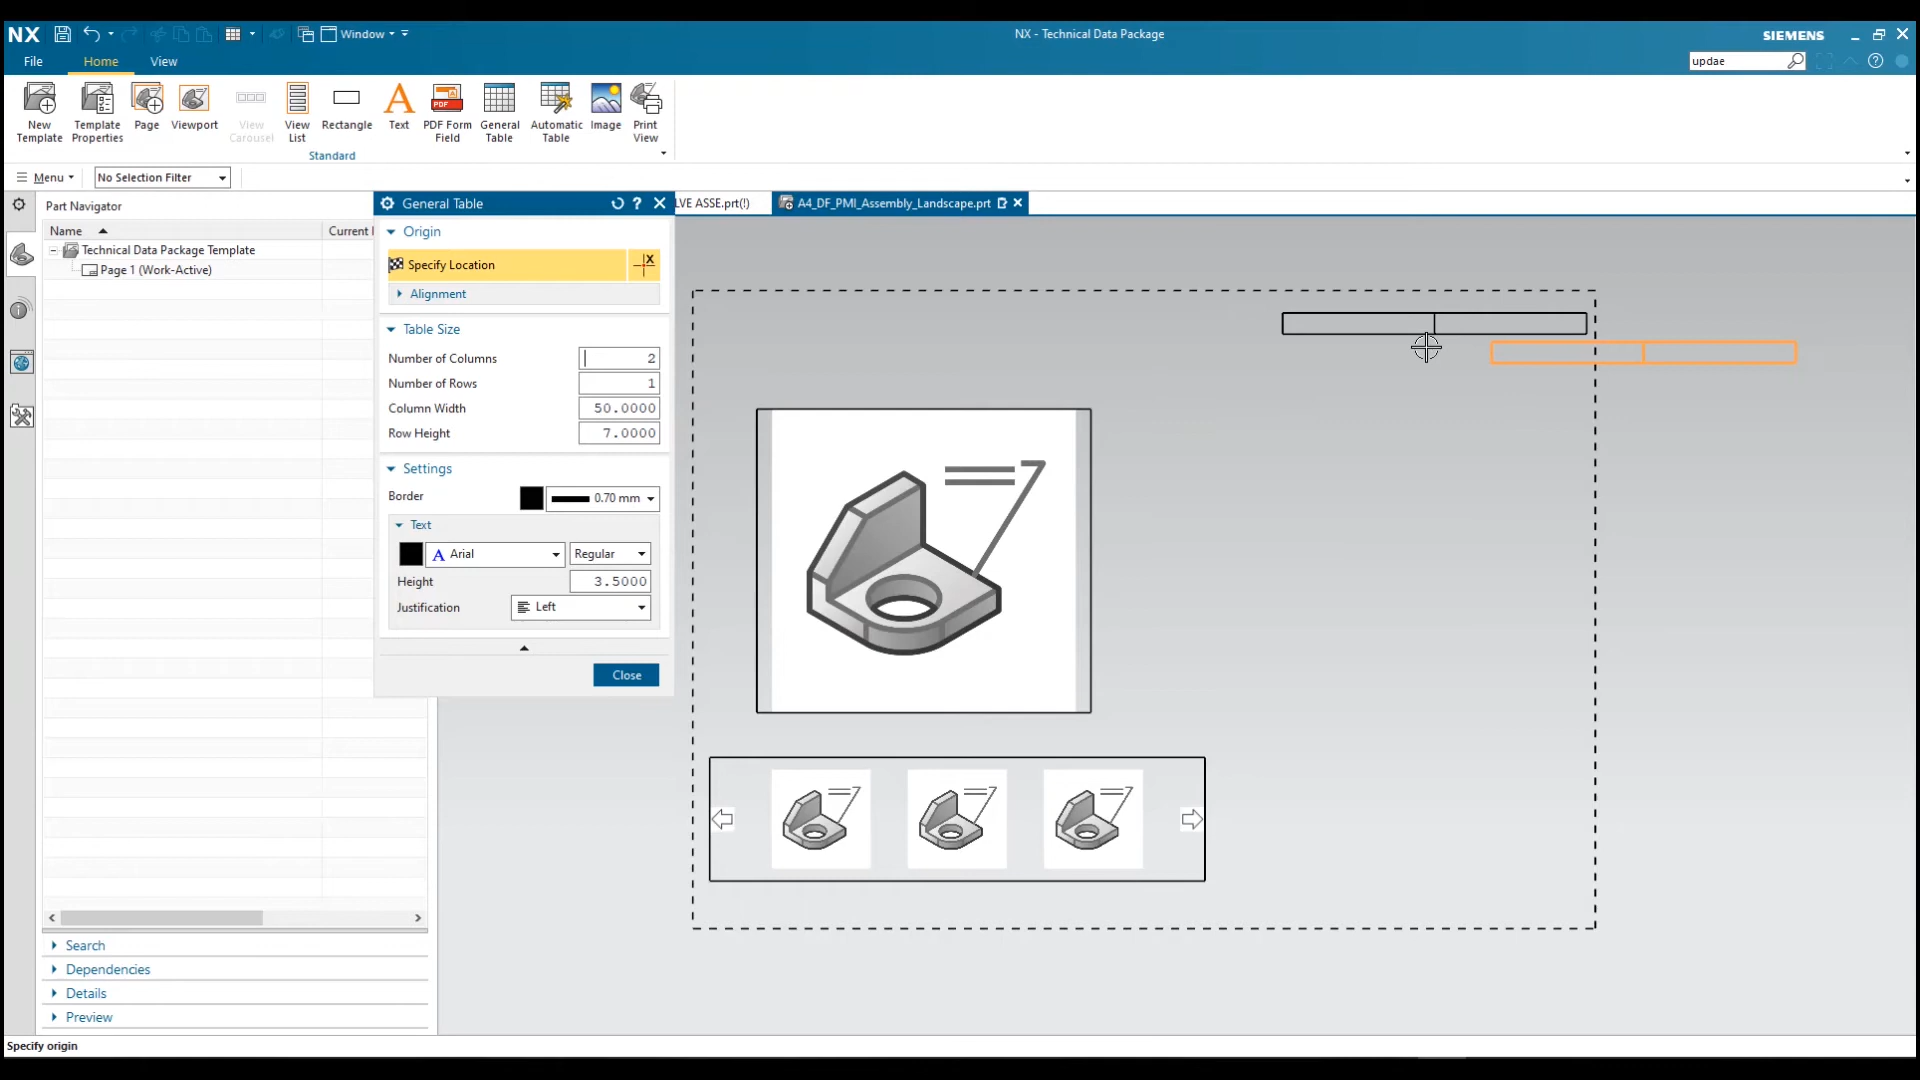 NX Window NX - Technical Data Package SIEMENS
File Home View updae
New Template
Template Properties
Page
Viewport
View Carousel
View List
Rectangle
Text
PDF
PDF Form Field
General Table
Automatic Table
Image
Print View
Standard
Menu No Selection Filter
Part Navigator
Name Current
Technical Data Package Template
Page 1 (Work-Active)
General Table
LVE ASSE.prt(!) A4_DF_PMI_Assembly_Landscape.prt
Origin
Specify Location
Alignment
Table Size
Number of Columns 2
Number of Rows 1
Column Width 50.0000
Row Height 7.0000
Settings
Border 0.70 mm
Text
A Arial Regular
Height 3.5000
Justification Left
Close
Search
Dependencies
Details
Preview
Specify origin